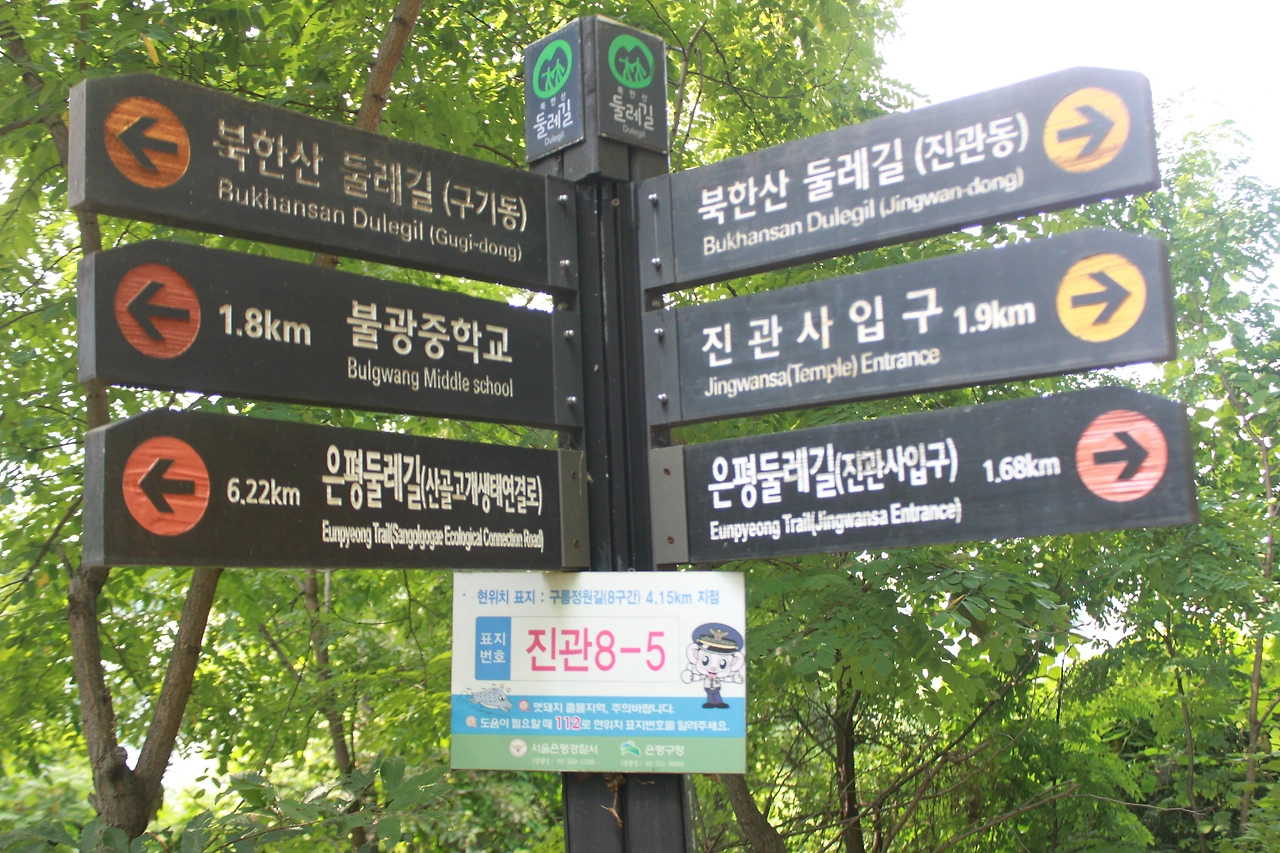 북한산
둘레길
Dulegil
북한산
둘레길
Dulegil
북한산 둘레길 (구기동)
Bukhansan Dulegil (Gugi-dong)
1.8km 불광중학교
Bulgwang Middle school
6.22km 은평둘레길(산골고개생태연결로)
Eunpyeong Trail(Sangolgogae Ecological Connection Road)
북한산 둘레길 (진관동)
Bukhansan Dulegil (Jingwan-dong)
진관사입구 1.9km
Jingwansa(Temple) Entrance
은평둘레길(진관사입구) 1.68km
Eunpyeong Trail(Jingwansa Entrance)
현위치 표지 : 구름정원길(8구간) 4.15km 지점
표지
번호
진관8-5
멧돼지 출몰지역, 주의바랍니다.
도움이 필요할 때 112로 현위치 표지번호를 알려주세요.
서울은평경찰서 은평구청